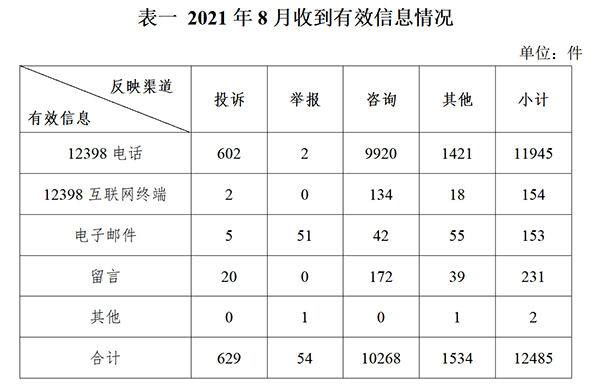 表一 2021 年 8 月收到有效信息情况
单位：件
反映渠道 投诉 举报 咨询 其他 小计
有效信息
12398 电话 602 2 9920 1421 11945
12398 互联网终端 2 0 134 18 154
电子邮件 5 51 42 55 153
留言 20 0 172 39 231
其他 0 1 0 1 2
合计 629 54 10268 1534 12485